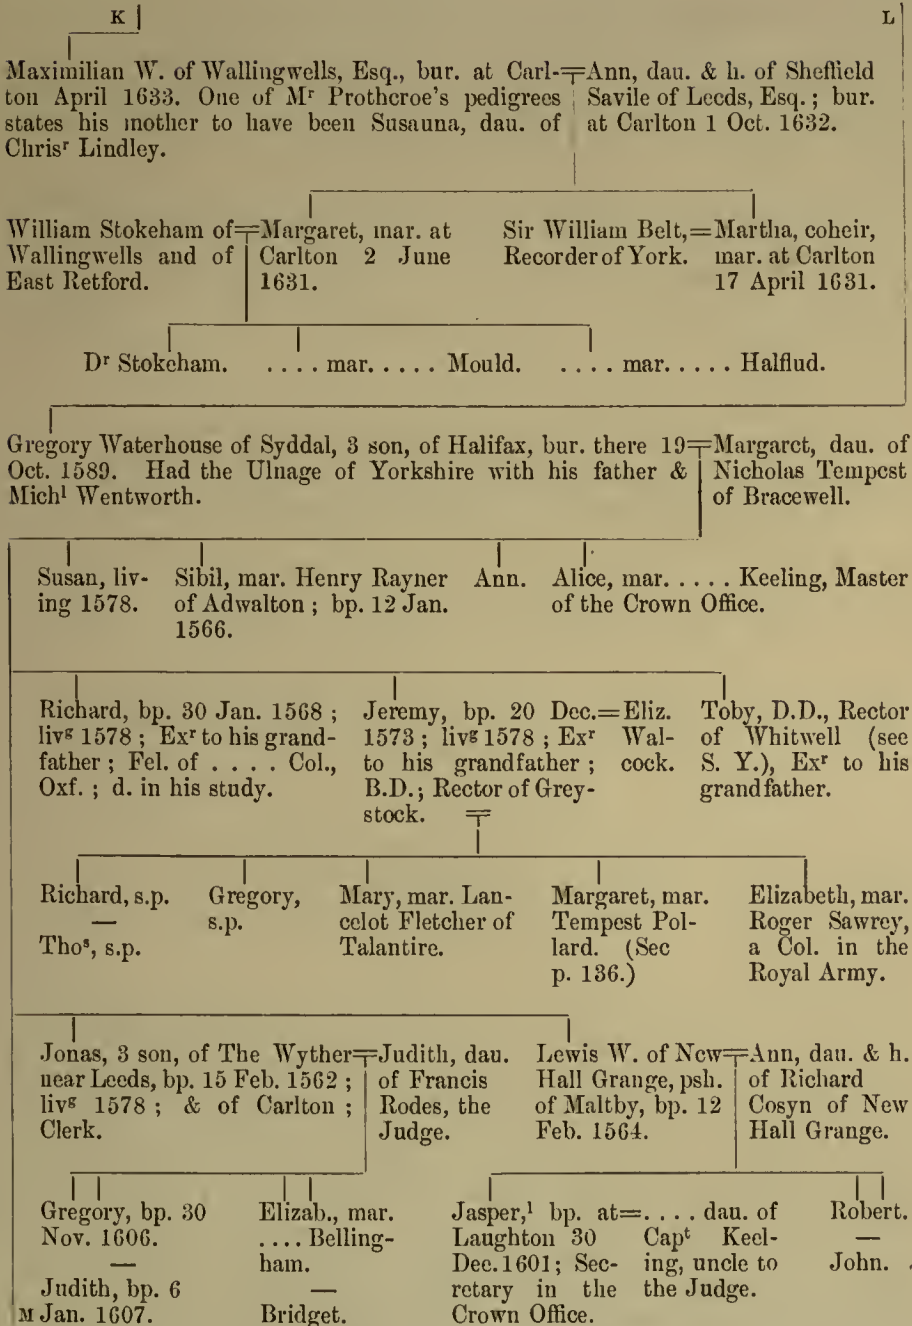 K L
Maximilian W. of Wallingwells, Esq., bur. at Carl-
ton April 1633. One of Mr Protheroe's pedigrees
states his mother to have been Susanna, dau. of
Chrisr Lindley.
Ann, dau. & h. of Sheffield
Savile of Leeds, Esq.; bur.
at Carlton 1 Oct. 1632.
William Stokeham of
Wallingwells and of
East Retford.
Margaret, mar. at
Carlton 2 June
1631.
Sir William Belt,
Recorder of York.
Martha, coheir,
mar. at Carlton
17 April 1631.
Dr Stokeham.
.... mar. .... Mould.
.... mar. .... Halflud.
Gregory Waterhouse of Syddal, 3 son, of Halifax, bur. there 19
Oct. 1589. Had the Ulnage of Yorkshire with his father &
Michl Wentworth.
Margaret, dau. of
Nicholas Tempest
of Bracewell.
Susan, liv-
ing 1578.
Sibil, mar. Henry Rayner
of Adwalton; bp. 12 Jan.
1566.
Ann.
Alice, mar. .... Keeling, Master
of the Crown Office.
Richard, bp. 30 Jan. 1568;
livg 1578; Exr to his grand-
father; Fel. of .... Col.,
Oxf.; d. in his study.
Jeremy, bp. 20 Dec.
1573; livg 1578; Exr
to his grandfather;
B.D.; Rector of Grey-
stock.
Eliz.
Wal-
cock.
Toby, D.D., Rector
of Whitwell (see
S. Y.), Exr to his
grandfather.
Richard, s.p.
—
Thos, s.p.
Gregory,
s.p.
Mary, mar. Lan-
celot Fletcher of
Talantire.
Margaret, mar.
Tempest Pol-
lard. (See
p. 136.)
Elizabeth, mar.
Roger Sawrey,
a Col. in the
Royal Army.
Jonas, 3 son, of The Wyther
near Leeds, bp. 15 Feb. 1562;
livg 1578; & of Carlton;
Clerk.
Judith, dau.
of Francis
Rodes, the
Judge.
Lewis W. of New
Hall Grange, psh.
of Maltby, bp. 12
Feb. 1564.
Ann, dau. & h.
of Richard
Cosyn of New
Hall Grange.
Gregory, bp. 30
Nov. 1606.
—
Judith, bp. 6
Jan. 1607.
Elizab., mar.
.... Belling-
ham.
—
Bridget.
Jasper,1 bp. at
Laughton 30
Dec. 1601; Sec-
retary in the
Crown Office.
.... dau. of
Capt Keel-
ing, uncle to
the Judge.
Robert.
—
John.
M